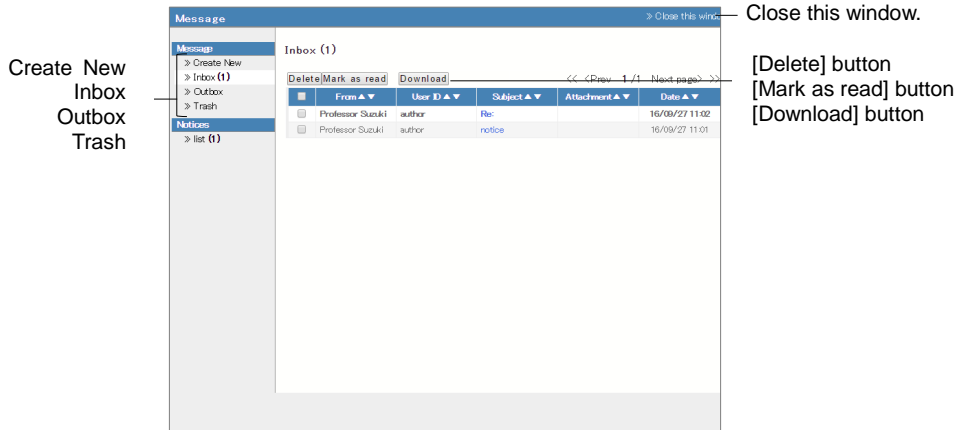 Message
≫ Close this wind
Close this window.
Message
≫ Create New
≫ Inbox (1)
≫ Outbox
≫ Trash
Notices
≫ list (1)
Create New
Inbox
Outbox
Trash
Inbox (1)
Delete Mark as read Download
<< <Prev 1 /1 Next page> >>
From▲▼ User ID▲▼ Subject▲▼ Attachment▲▼ Date▲▼
Professor Suzuki author Re: 16/09/27 11:02
Professor Suzuki author notice 16/09/27 11:01
[Delete] button
[Mark as read] button
[Download] button